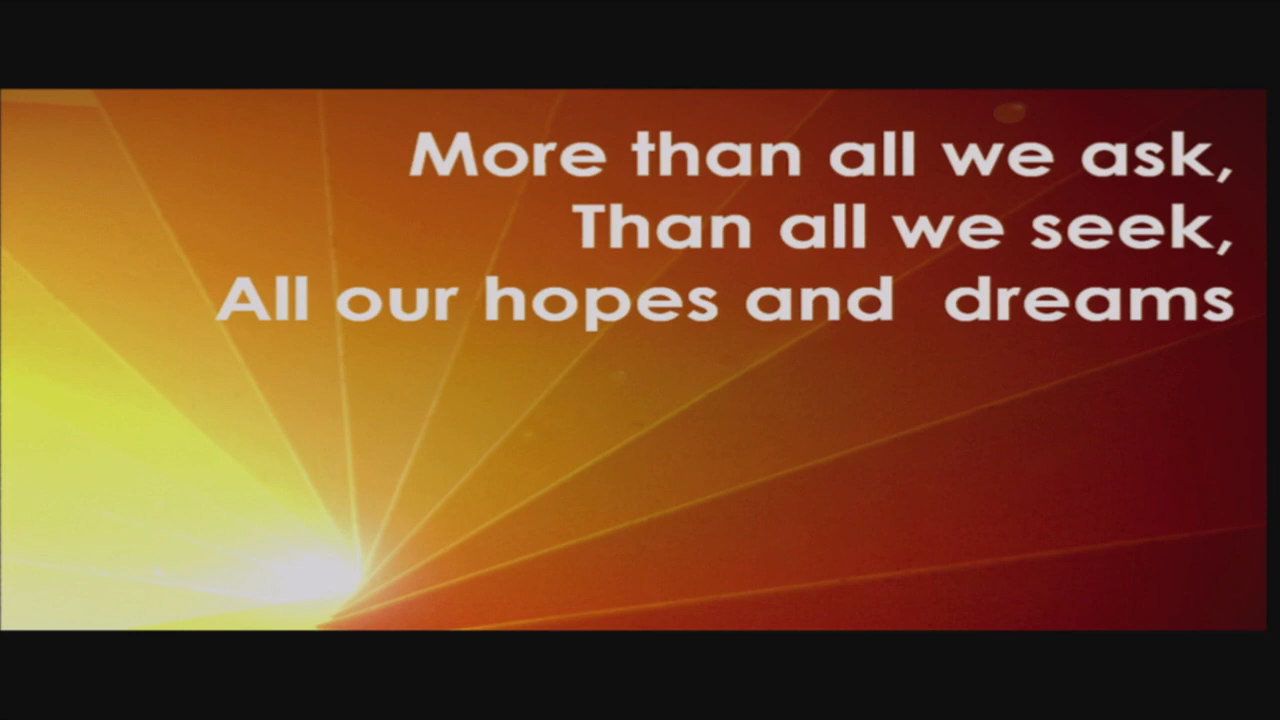 More than all we ask,
Than all we seek,
All our hopes and dreams